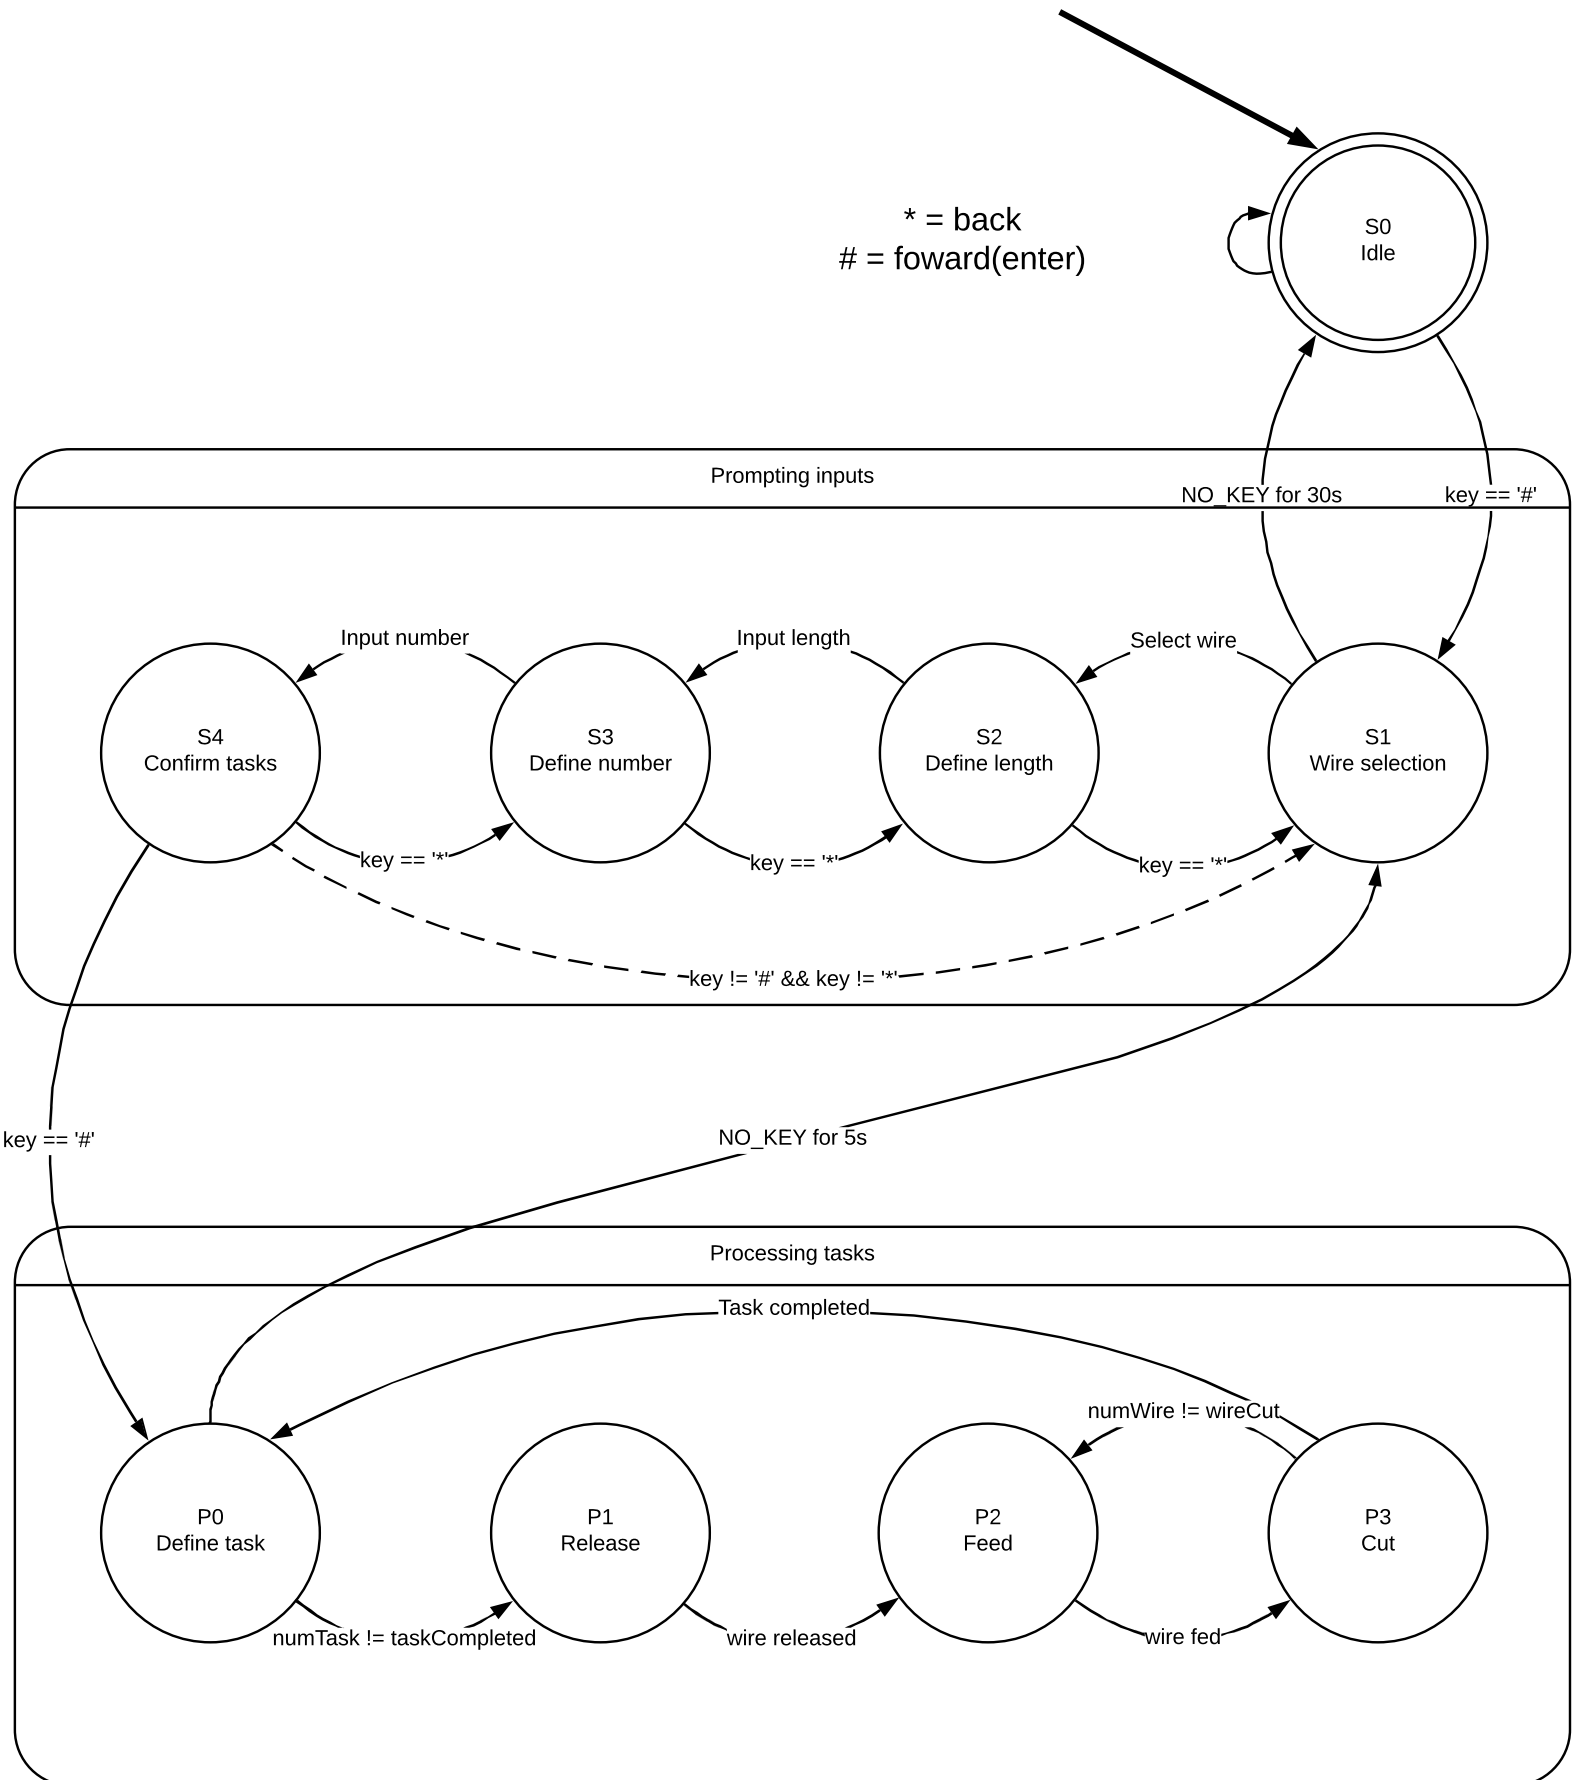 * = back
# = foward(enter)
S0
Idle
Prompting inputs
NO_KEY for 30s
key == '#'
Input number
Input length
Select wire
S4
Confirm tasks
S3
Define number
S2
Define length
S1
Wire selection
key == '*'
key == '*'
key == '*'
key != '#' && key != '*'
key == '#'
NO_KEY for 5s
Processing tasks
Task completed
numWire != wireCut
P0
Define task
P1
Release
P2
Feed
P3
Cut
numTask != taskCompleted
wire released
wire fed